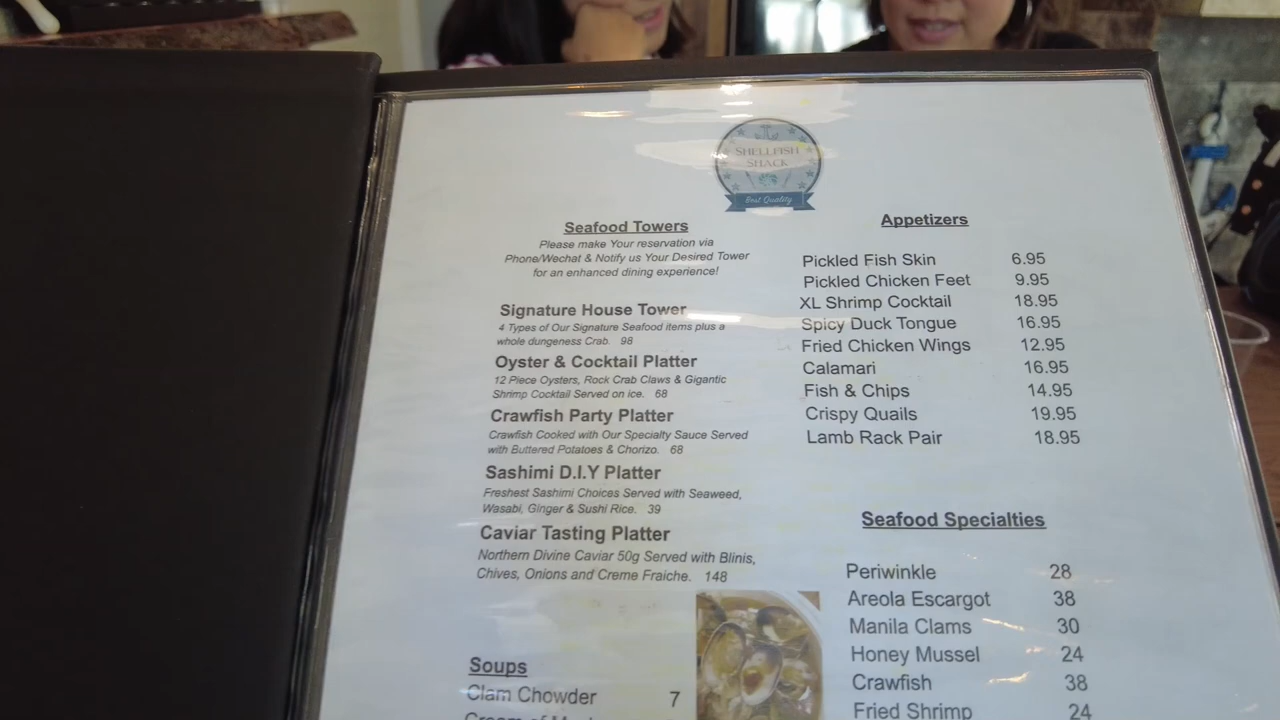 SHELLFISH
SHACK
Best Quality
Seafood Towers
Please make Your reservation via
Phone/Wechat & Notify us Your Desired Tower
for an enhanced dining experience!
Signature House Tower
4 Types of Our Signature Seafood items plus a
whole dungeness Crab. 98
Oyster & Cocktail Platter
12 Piece Oysters, Rock Crab Claws & Gigantic
Shrimp Cocktail Served on ice. 68
Crawfish Party Platter
Crawfish Cooked with Our Specialty Sauce Served
with Buttered Potatoes & Chorizo. 68
Sashimi D.I.Y Platter
Freshest Sashimi Choices Served with Seaweed,
Wasabi, Ginger & Sushi Rice. 39
Caviar Tasting Platter
Northern Divine Caviar 50g Served with Blinis,
Chives, Onions and Creme Fraiche. 148
Soups
Clam Chowder 7
Cream of
Appetizers
Pickled Fish Skin 6.95
Pickled Chicken Feet 9.95
XL Shrimp Cocktail 18.95
Spicy Duck Tongue 16.95
Fried Chicken Wings 12.95
Calamari 16.95
Fish & Chips 14.95
Crispy Quails 19.95
Lamb Rack Pair 18.95
Seafood Specialties
Periwinkle 28
Areola Escargot 38
Manila Clams 30
Honey Mussel 24
Crawfish 38
Fried Shrimp 24